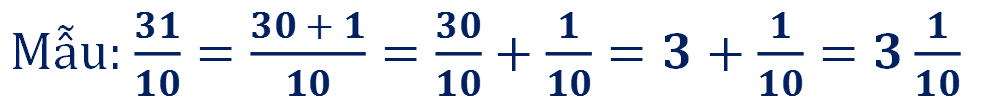 Mẫu: 31/10 = (30 + 1)/10 = 30/10 + 1/10 = 3 + 1/10 = 3 1/10